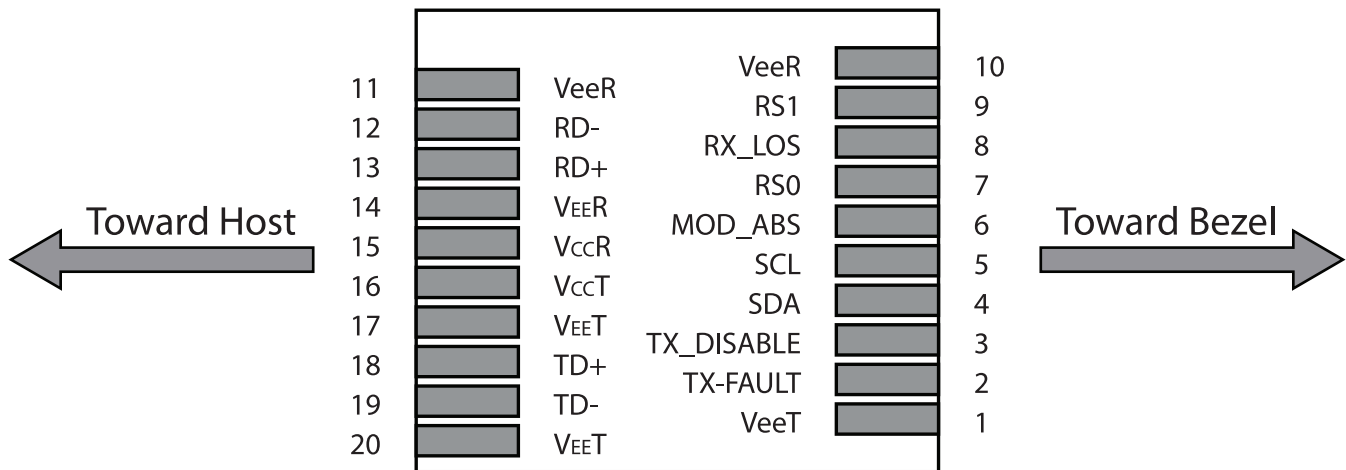 VeeR 10
11 VeeR
RS1 9
12 RD-
RX_LOS 8
13 RD+
RS0 7
14 VEER
MOD_ABS 6
Toward Host
Toward Bezel
15 VccR
SCL 5
16 VccT
SDA 4
17 VEET
TX_DISABLE 3
18 TD+
TX-FAULT 2
19 TD-
VeeT 1
20 VEET